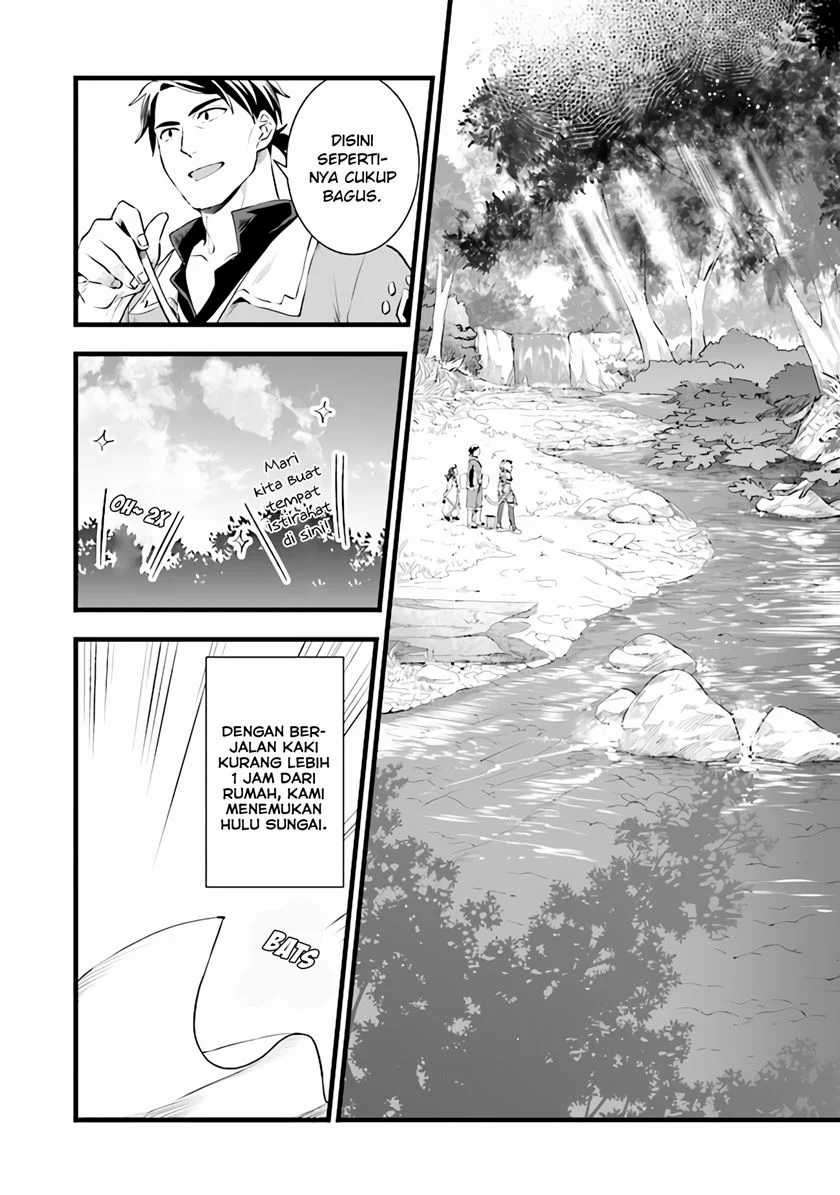 DISINI
SEPERTI-
NYA CUKUP
BAGUS.
Mari
kita buat
tempat
istirahat
di sini!
OH~ 2X
DENGAN BER-
JALAN KAKI
KURANG LEBIH
1 JAM DARI
RUMAH, KAMI
MENEMUKAN
HULU SUNGAI.
BATS